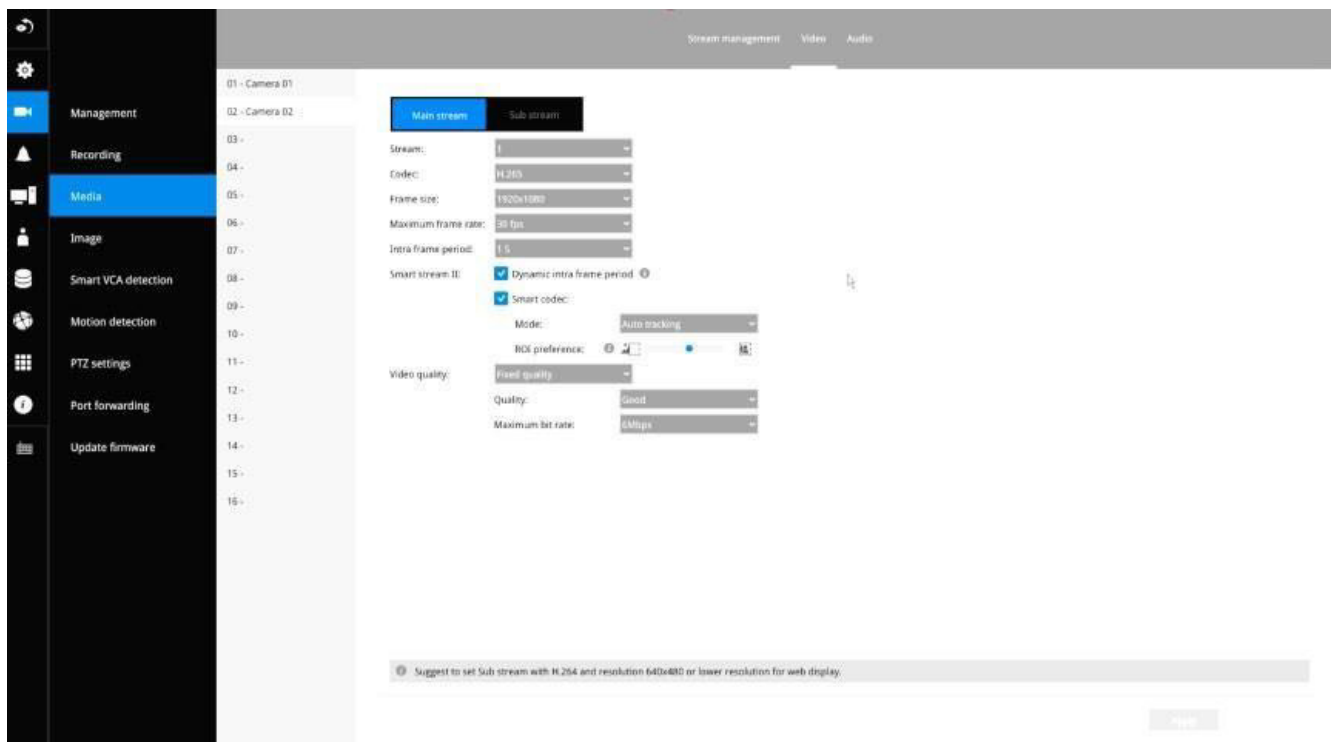 Stream management Video Audio
Management
Recording
Media
Image
Smart VCA detection
Motion detection
PTZ settings
Port forwarding
Update firmware
01 - Camera 01
02 - Camera 02
03 -
04 -
05 -
06 -
07 -
08 -
09 -
10 -
11 -
12 -
13 -
14 -
15 -
16 -
Main stream Sub stream
Stream: 1
Codec: H.265
Frame size: 1920x1080
Maximum frame rate: 30 fps
Intra frame period: 1 S
Smart stream II: Dynamic intra frame period
Smart codec:
Mode: Auto tracking
ROI preference:
Video quality: Fixed quality
Quality: Good
Maximum bit rate: 6Mbps
Suggest to set Sub stream with H.264 and resolution 640x480 or lower resolution for web display.